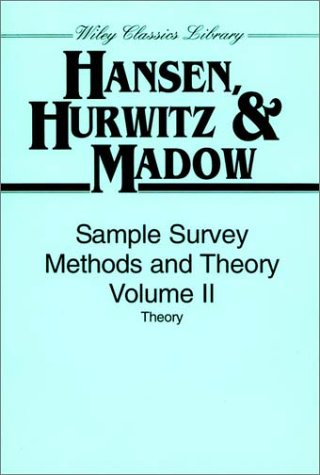 Wiley Classics Library
HANSEN,
HURWITZ &
MADOW
Sample Survey
Methods and Theory
Volume II
Theory